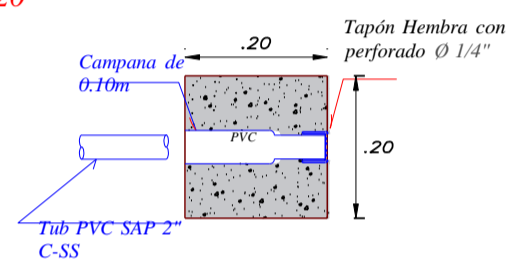 .20
Tapón Hembra con
perforado Ø 1/4"
Campana de
0.10m
PVC
.20
Tub PVC SAP 2"
C-SS